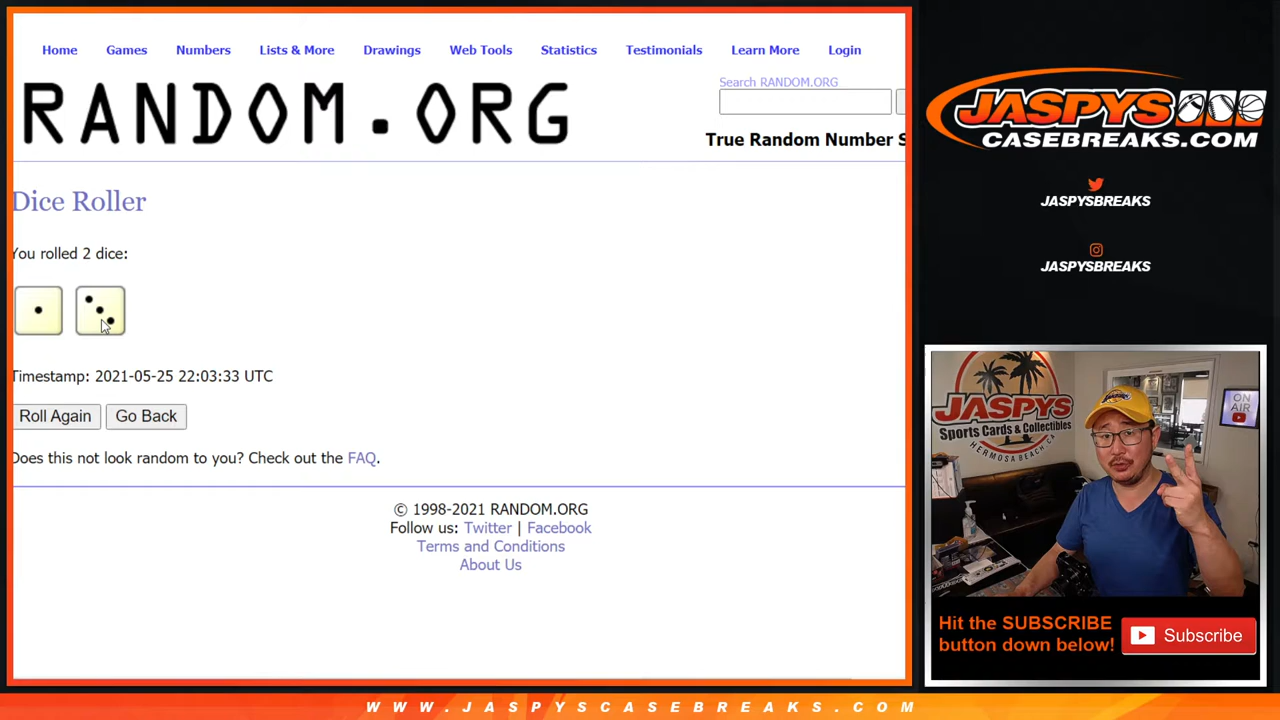 Home Games Numbers Lists & More Drawings Web Tools Statistics Testimonials Learn More Login
RANDOM.ORG
Search RANDOM.ORG
True Random Number S
Dice Roller
You rolled 2 dice:
Timestamp: 2021-05-25 22:03:33 UTC
Roll Again Go Back
Does this not look random to you? Check out the FAQ.
© 1998-2021 RANDOM.ORG
Follow us: Twitter | Facebook
Terms and Conditions
About Us
JASPYS
CASEBREAKS.COM
JASPYSBREAKS
JASPYSBREAKS
JASPYS
Sports Cards & Collectibles
HERMOSA BEACH, CA
ON
AIR
Hit the SUBSCRIBE
button down below!
Subscribe
WWW.JASPYSCASEBREAKS.COM